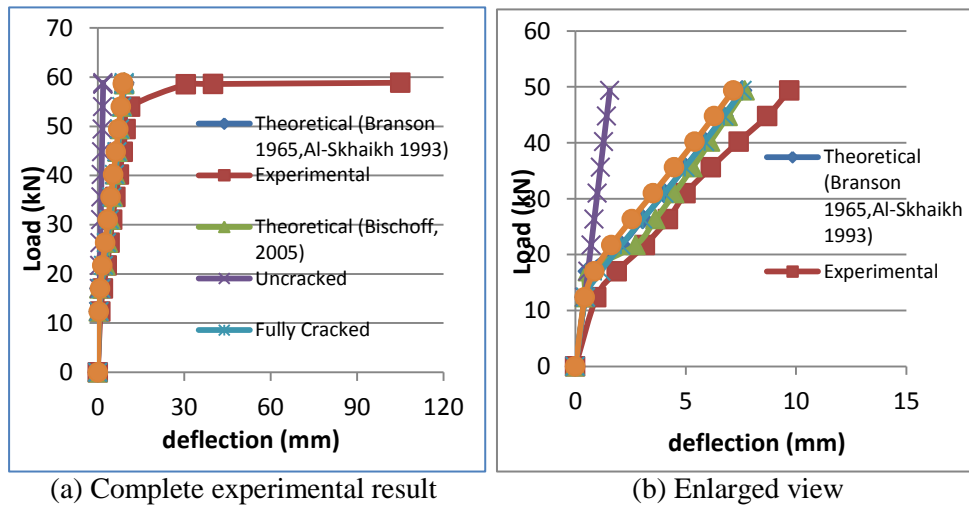 70
60
50
40
30
20
10
0
Load (kN)
0 30 60 90 120
deflection (mm)
Theoretical (Branson
1965,Al-Skhaikh 1993)
Experimental
Theoretical (Bischoff,
2005)
Uncracked
Fully Cracked
(a) Complete experimental result
60
50
40
30
20
10
0
Load (kN)
0 5 10 15
deflection (mm)
Theoretical
(Branson
1965,Al-Skhaikh
1993)
Experimental
(b) Enlarged view